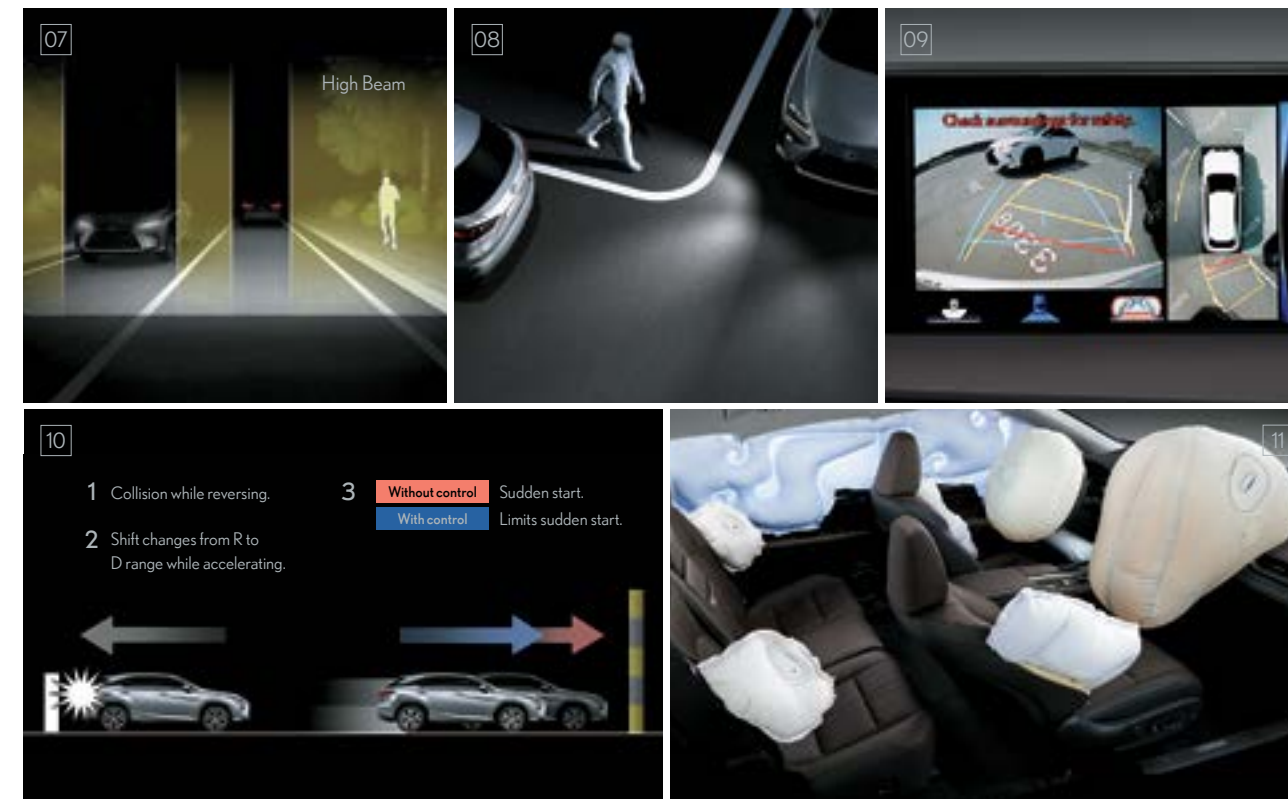 07
High Beam
08
09
Check surroundings for safety.
10
1 Collision while reversing.
2 Shift changes from R to
D range while accelerating.
3 Without control Sudden start.
With control Limits sudden start.
11